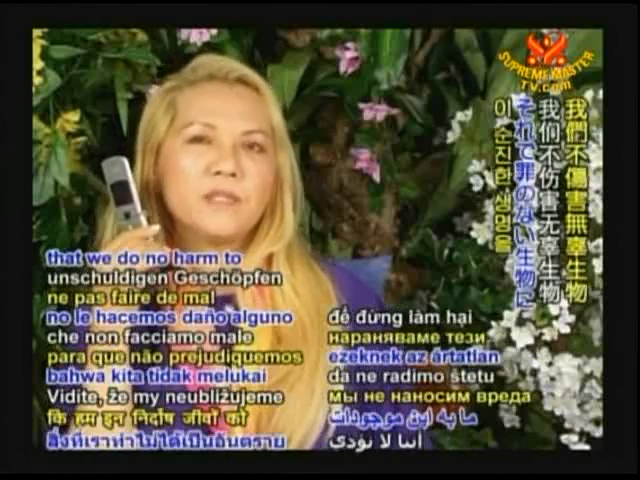 SUPREME MASTER
TV.com
我們不傷害無辜生物
我们不伤害无辜生物
それで罪のない生物に
이 순진한 생명을
that we do no harm to
unschuldigen Geschöpfen
ne pas faire de mal
no le hacemos daño alguno
che non facciamo male
para que não prejudiquemos
bahwa kita tidak melukai
Vidite, že my neubližujeme
कि हम इन निर्दोष जीवों को
สิ่งที่เราทำไม่ได้เป็นอันตราย
để đừng làm hại
нараняваме тези
ezeknek az ártatlan
da ne radimo štetu
мы не наносим вреда
ما به این موجودات
أننا لا نؤذي